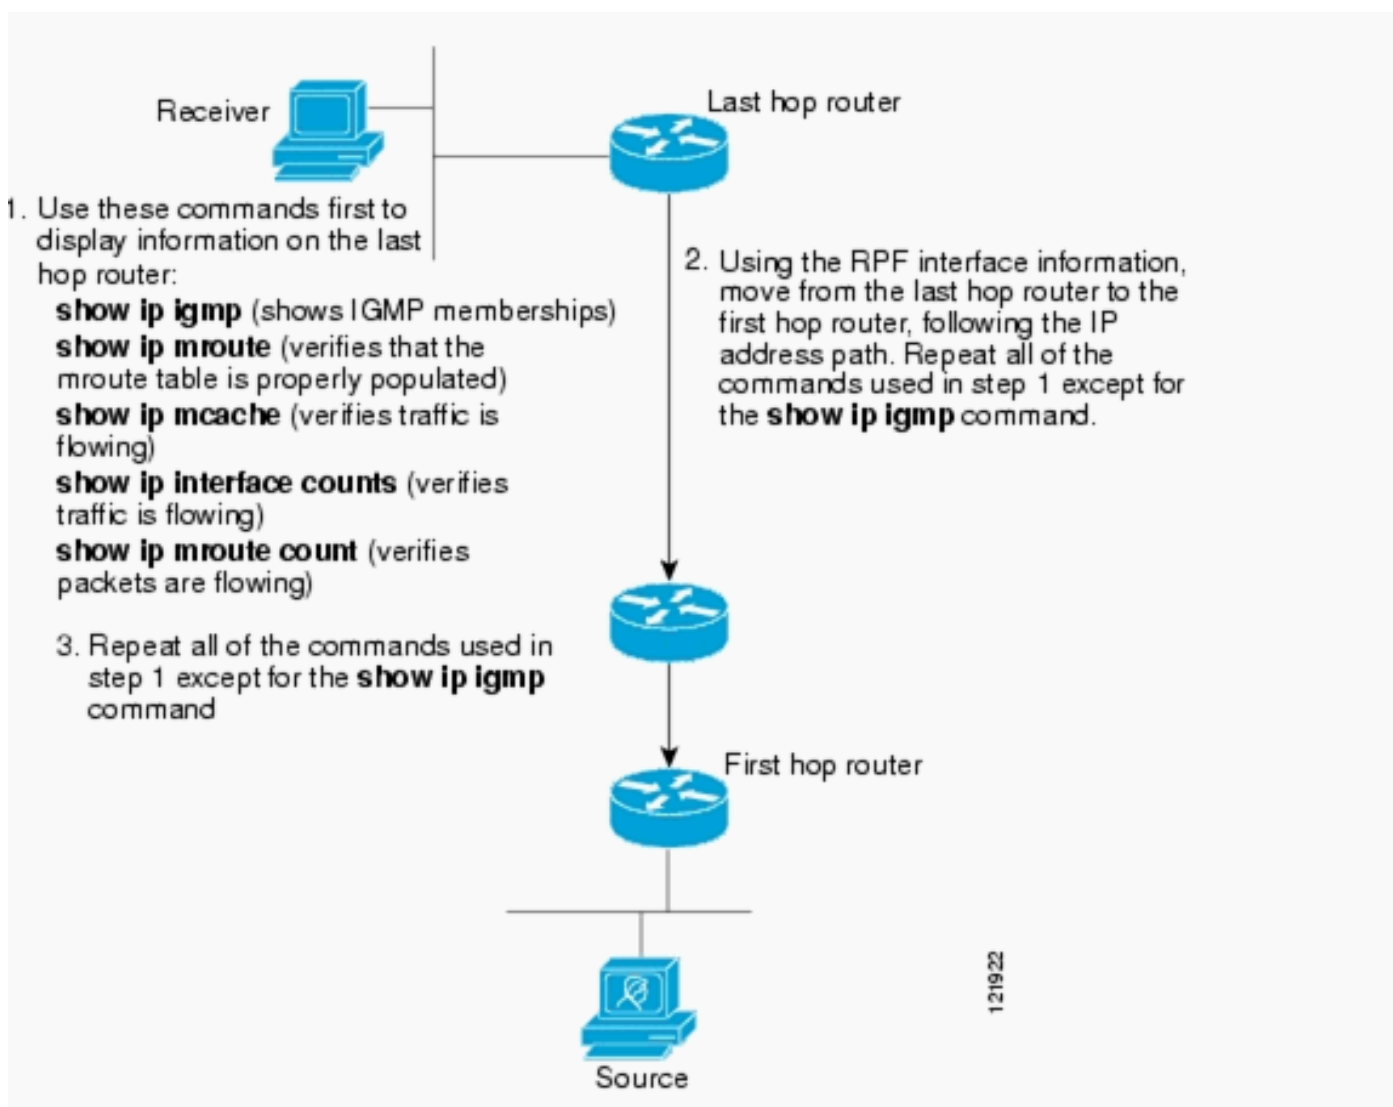 Receiver
Last hop router
1. Use these commands first to
display information on the last
hop router:
show ip igmp (shows IGMP memberships)
show ip mroute (verifies that the
mroute table is properly populated)
show ip mcache (verifies traffic is
flowing)
show ip interface counts (verifies
traffic is flowing)
show ip mroute count (verifies
packets are flowing)
2. Using the RPF interface information,
move from the last hop router to the
first hop router, following the IP
address path. Repeat all of the
commands used in step 1 except for
the show ip igmp command.
3. Repeat all of the commands used in
step 1 except for the show ip igmp
command
First hop router
Source
121922